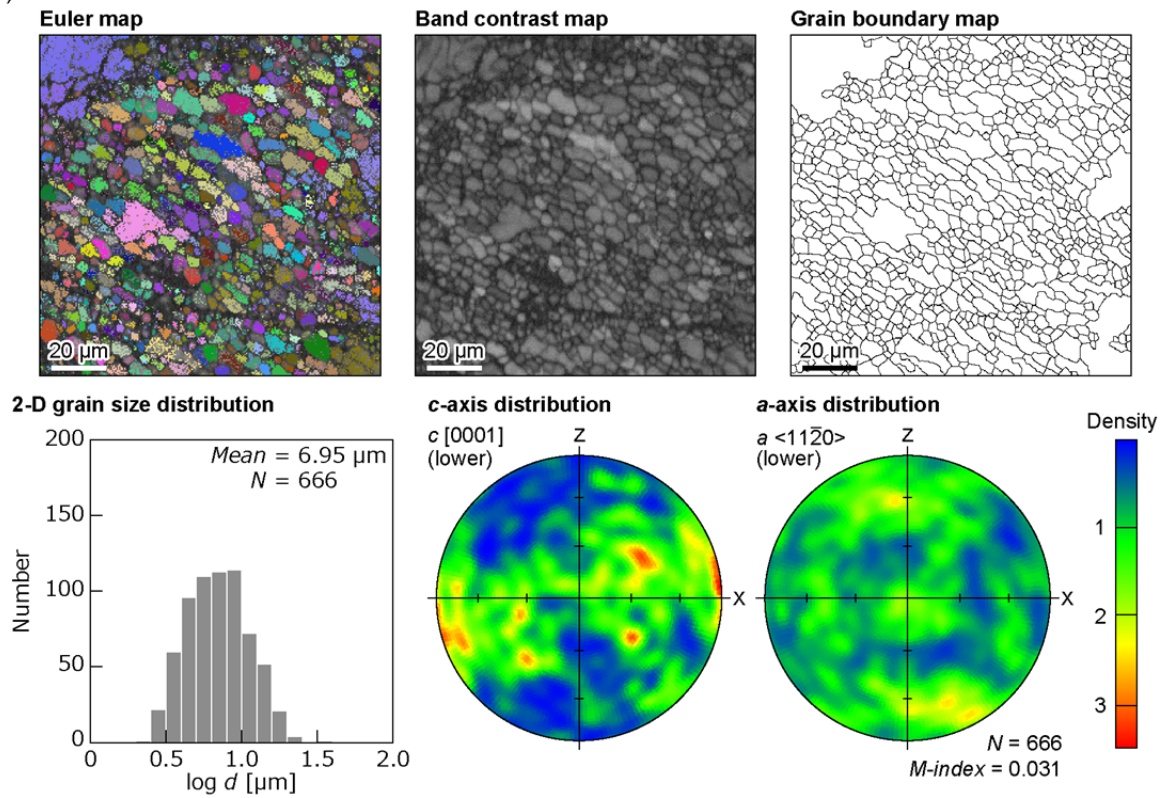 )
Euler map
Band contrast map
Grain boundary map
20 µm
20 µm
20 µm
2-D grain size distribution
c-axis distribution
a-axis distribution
Density
200
150
100
50
0
Number
Mean = 6.95 µm
N = 666
0
0.5
1.0
1.5
2.0
log d [µm]
c [0001]
(lower)
Z
X
a <112̅0>
(lower)
Z
X
1
2
3
N = 666
M-index = 0.031